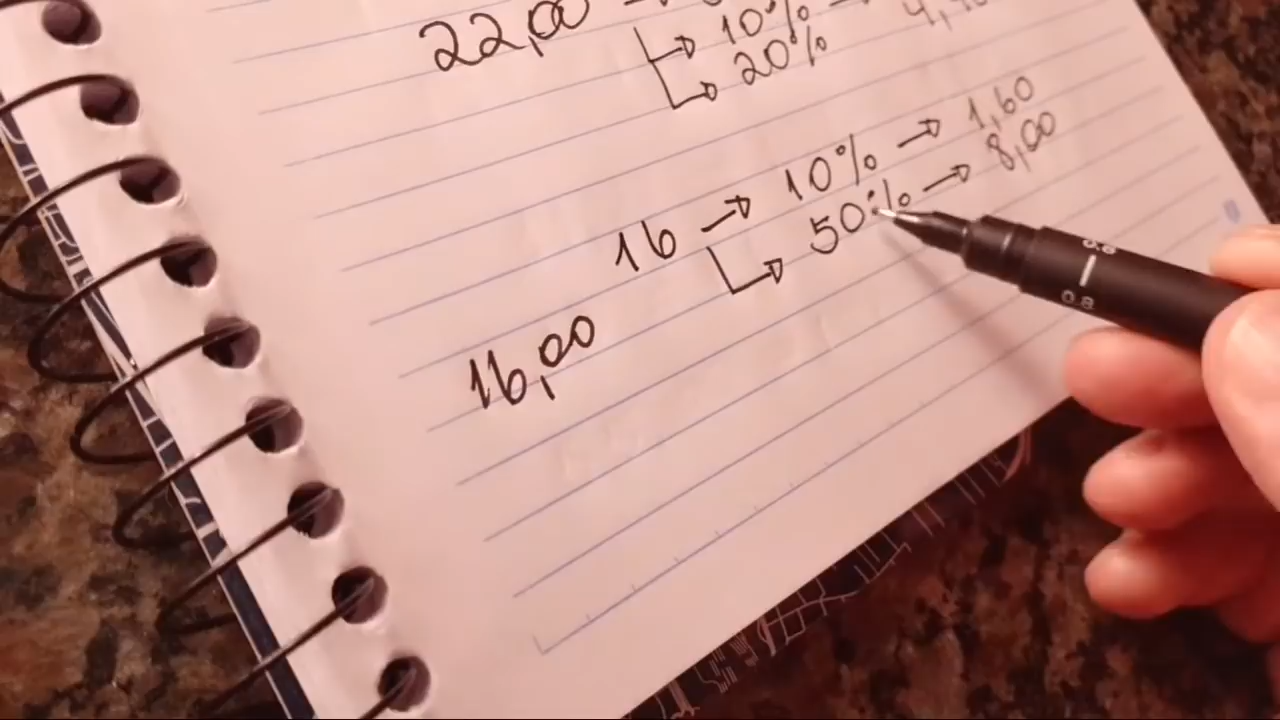 22,00 →
→ 10% →
→ 20%
16 → 10% → 1,60
→ 50% → 8,00
16,00
0.8
0.8